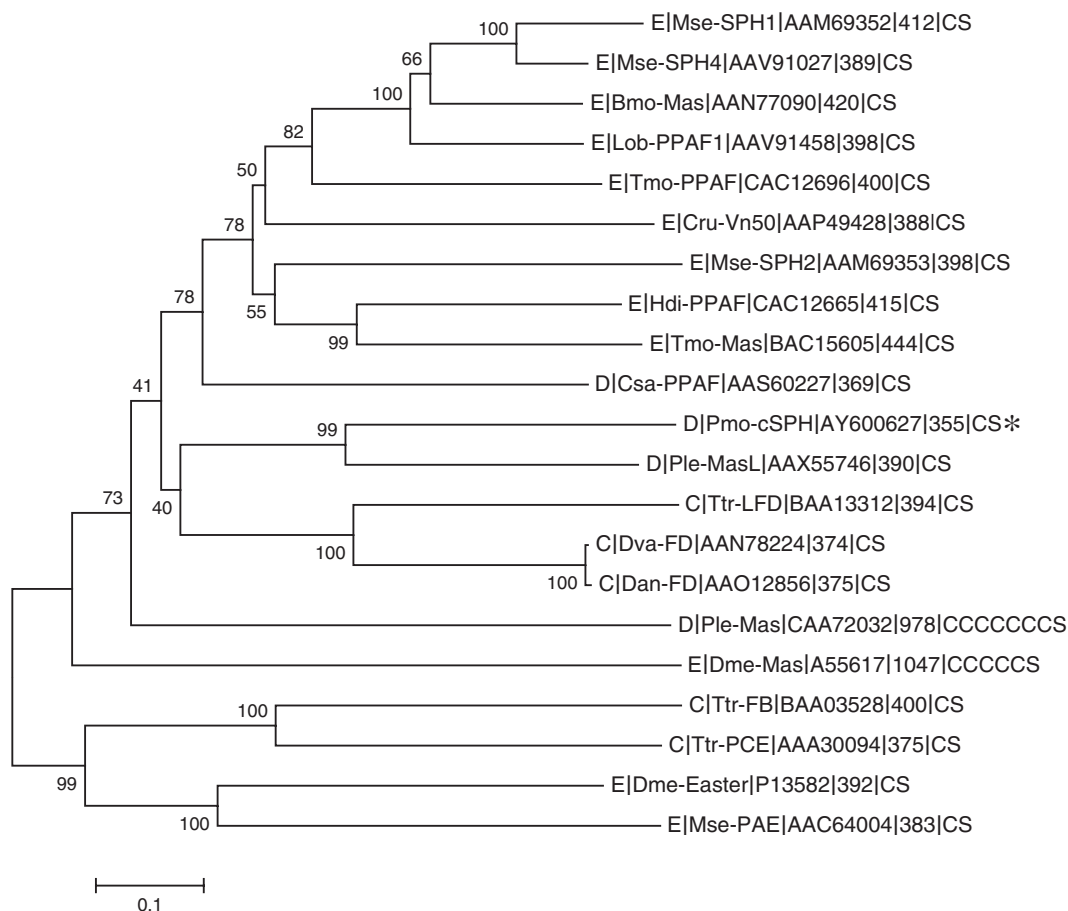 100
E|Mse-SPH1|AAM69352|412|CS
66
E|Mse-SPH4|AAV91027|389|CS
100
E|Bmo-Mas|AAN77090|420|CS
82
E|Lob-PPAF1|AAV91458|398|CS
50
E|Tmo-PPAF|CAC12696|400|CS
78
E|Cru-Vn50|AAP49428|388|CS
E|Mse-SPH2|AAM69353|398|CS
78
55
E|Hdi-PPAF|CAC12665|415|CS
99
E|Tmo-Mas|BAC15605|444|CS
41
D|Csa-PPAF|AAS60227|369|CS
99
D|Pmo-cSPH|AY600627|355|CS*
D|Ple-MasL|AAX55746|390|CS
73
40
C|Ttr-LFD|BAA13312|394|CS
100
C|Dva-FD|AAN78224|374|CS
100
C|Dan-FD|AAO12856|375|CS
D|Ple-Mas|CAA72032|978|CCCCCCCS
E|Dme-Mas|A55617|1047|CCCCCS
100
C|Ttr-FB|BAA03528|400|CS
C|Ttr-PCE|AAA30094|375|CS
99
E|Dme-Easter|P13582|392|CS
100
E|Mse-PAE|AAC64004|383|CS
0.1